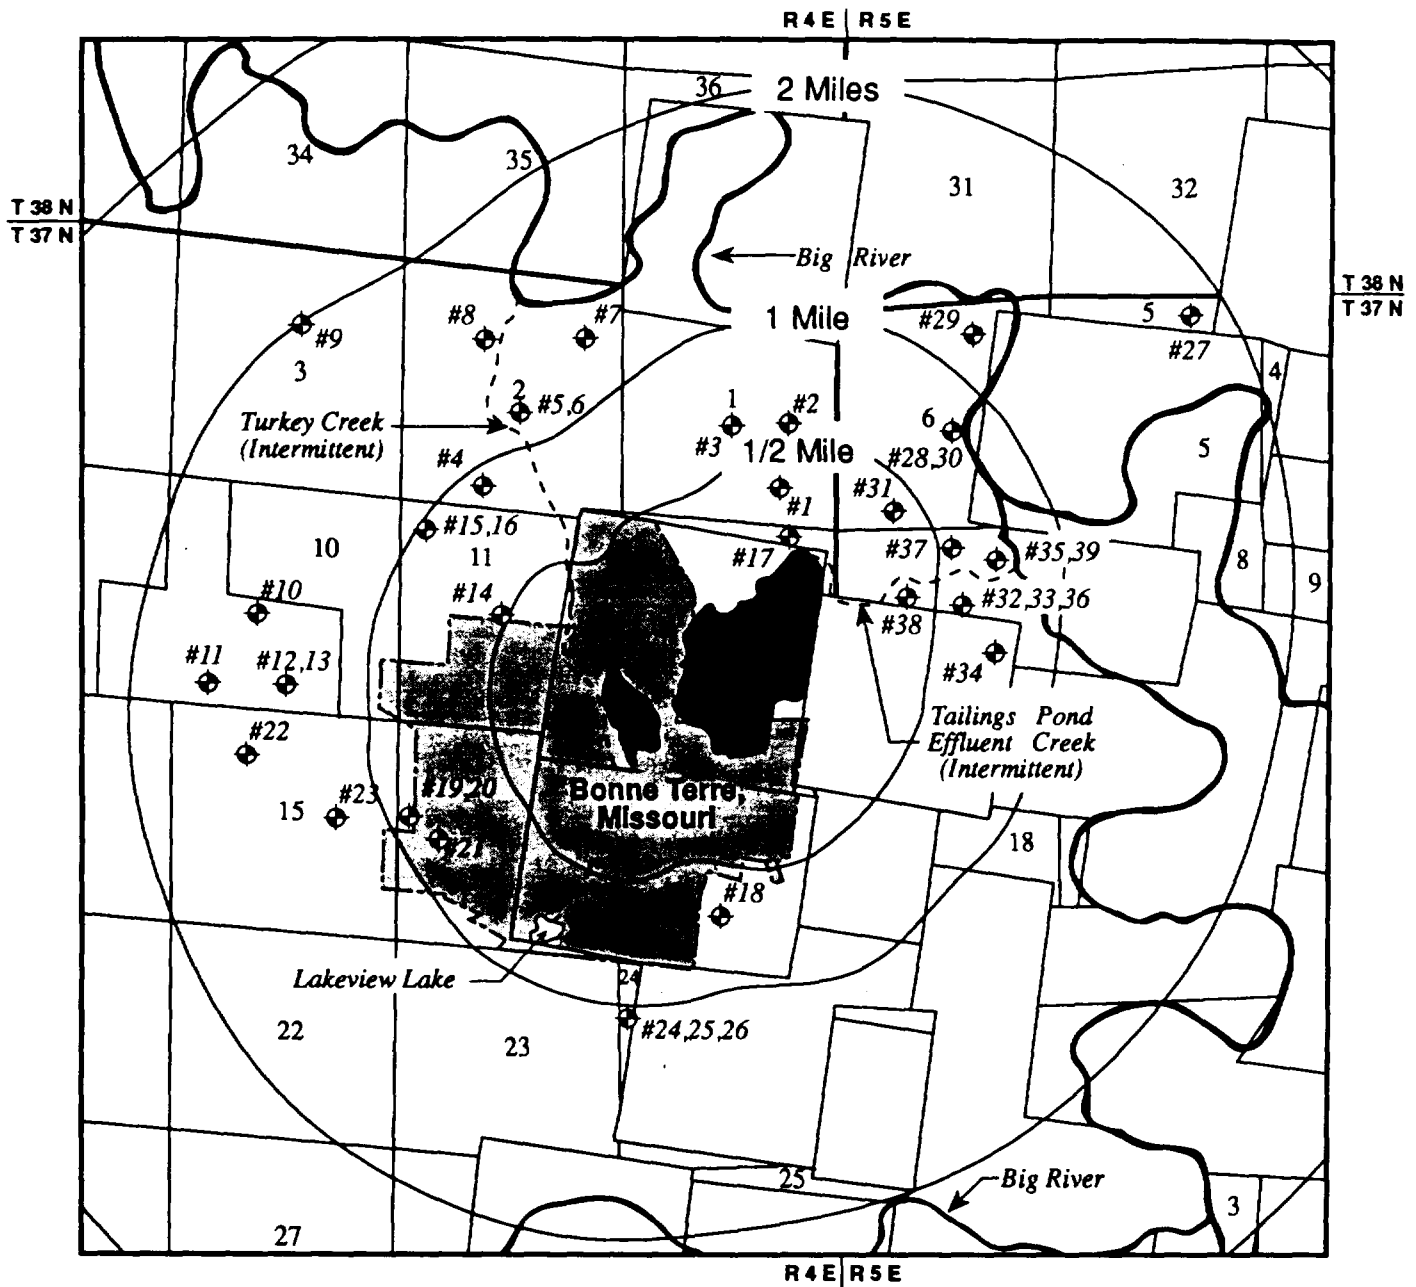 R 4 E R 5 E
36
2 Miles
34
35
31
32
T 38 N
T 37 N
Big River
T 38 N
T 37 N
#9
#8
#7
1 Mile
#29
5
#27
3
4
2
#5,6
1
#2
Turkey Creek
(Intermittent)
#3
6
#4
1/2 Mile
#28,30
5
#1
#31
#15,16
10
11
#17
#37
#35,39
8
9
#10
#14
#38
#32,33,36
#11
#12,13
#34
Tailings Pond
Effluent Creek
(Intermittent)
#22
Bonne Terre,
Missouri
#23
#19,20
15
#21
18
#18
Lakeview Lake
24
22
23
#24,25,26
25
Big River
3
27
R 4 E R 5 E